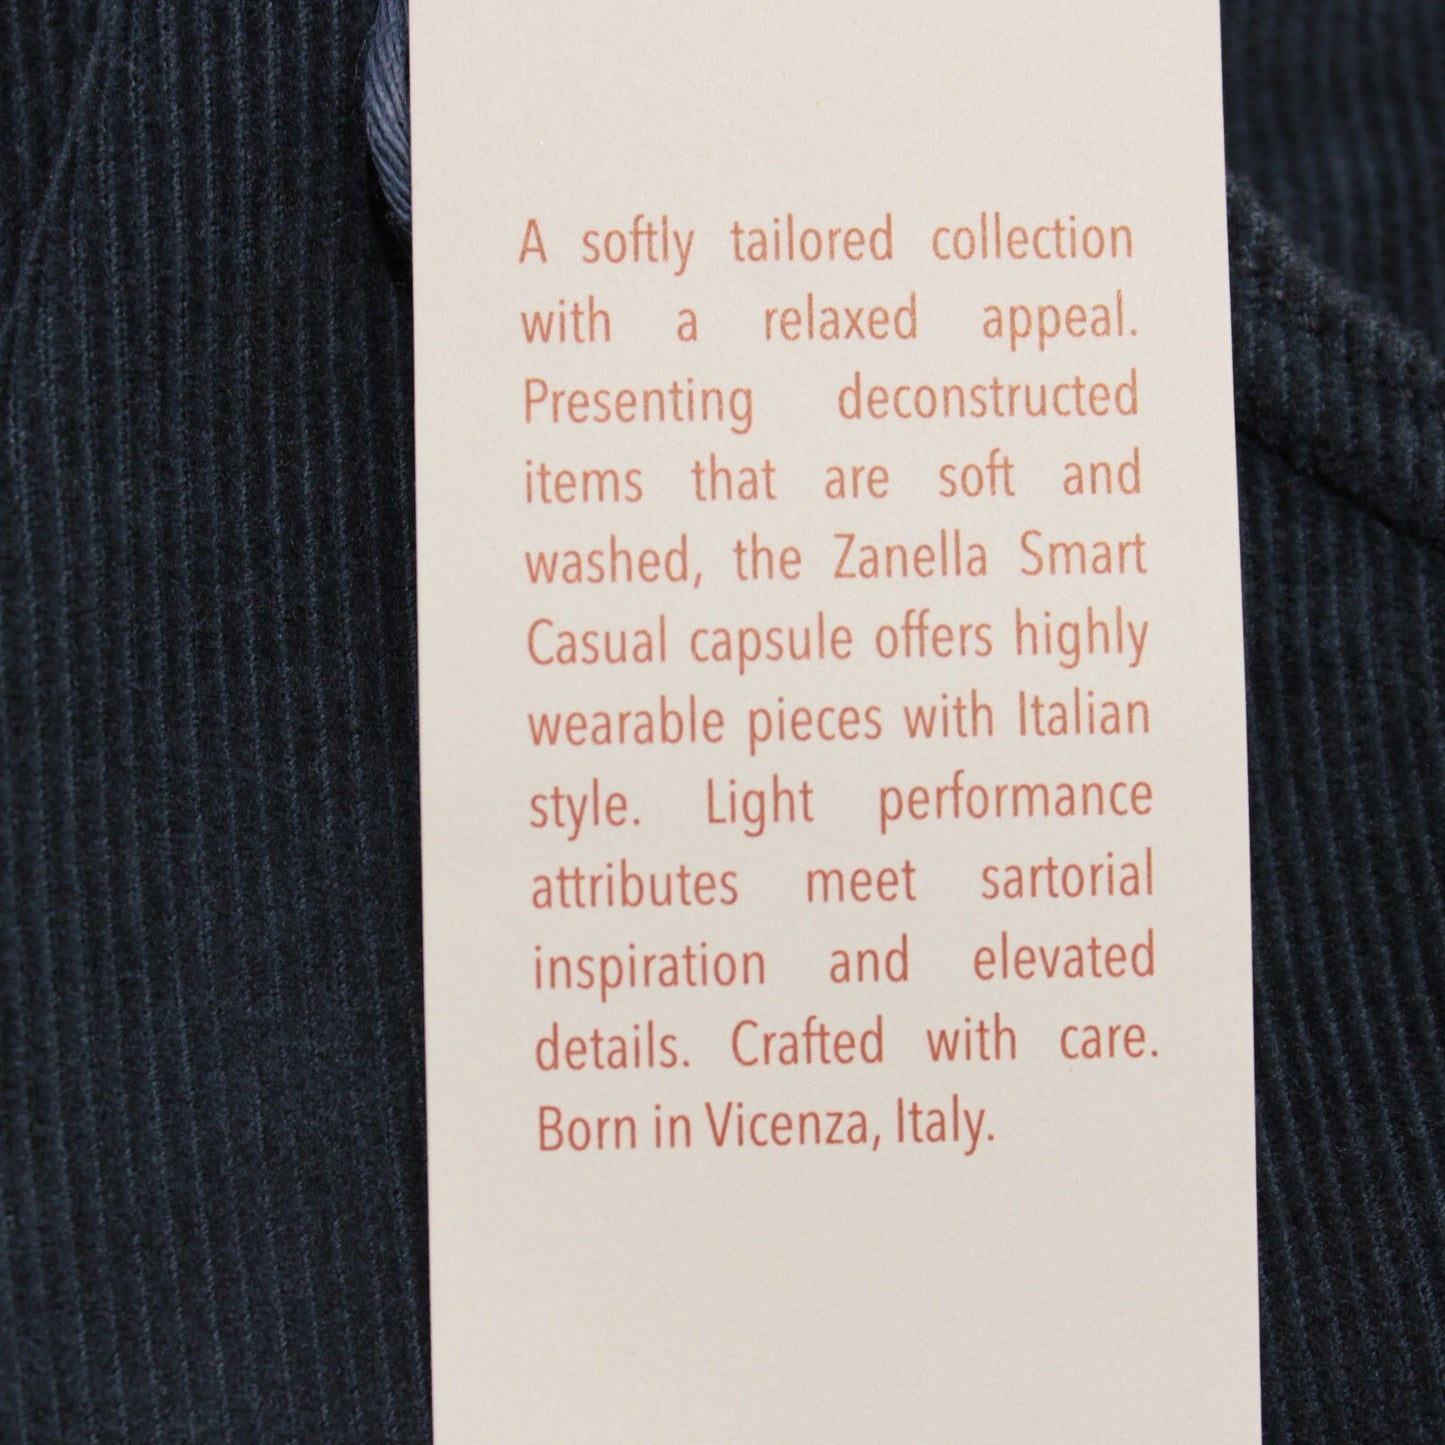 A softly tailored collection
with a relaxed appeal.
Presenting deconstructed
items that are soft and
washed, the Zanella Smart
Casual capsule offers highly
wearable pieces with Italian
style. Light performance
attributes meet sartorial
inspiration and elevated
details. Crafted with care.
Born in Vicenza, Italy.